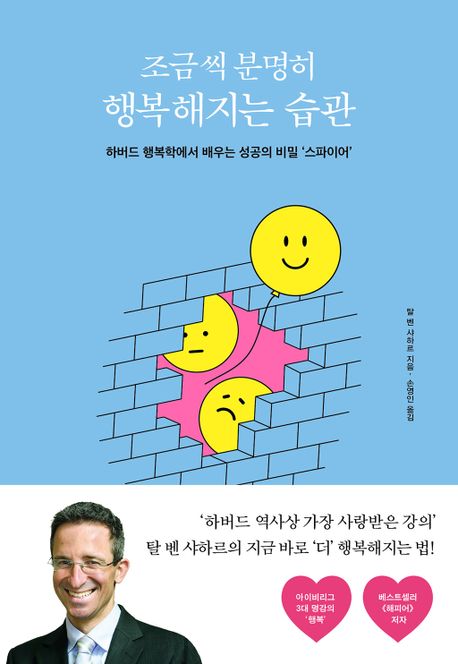 조금씩 분명히
행복해지는 습관
하버드 행복학에서 배우는 성공의 비밀 ‘스파이어’
탈 벤 샤하르 지음 · 손영인 옮김
‘하버드 역사상 가장 사랑받은 강의’
탈 벤 샤하르의 지금 바로 ‘더’ 행복해지는 법!
아이비리그
3대 명강의
‘행복’
베스트셀러
《해피어》
저자